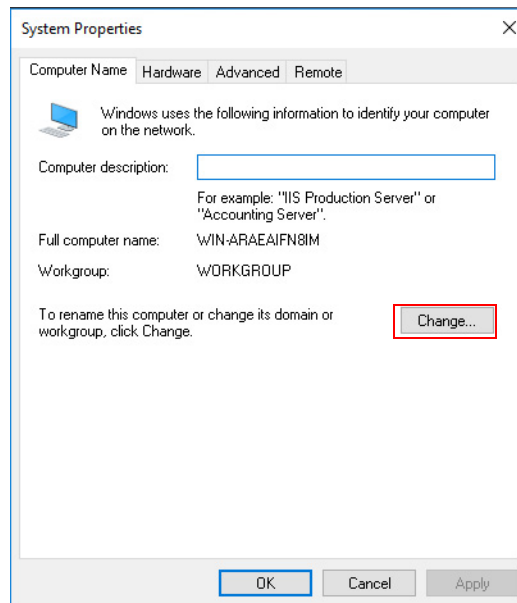 System Properties
Computer Name Hardware Advanced Remote
Windows uses the following information to identify your computer
on the network.
Computer description:
For example: "IIS Production Server" or
"Accounting Server".
Full computer name: WIN-ARAEAIFN8IM
Workgroup: WORKGROUP
To rename this computer or change its domain or
workgroup, click Change.
Change...
OK Cancel Apply